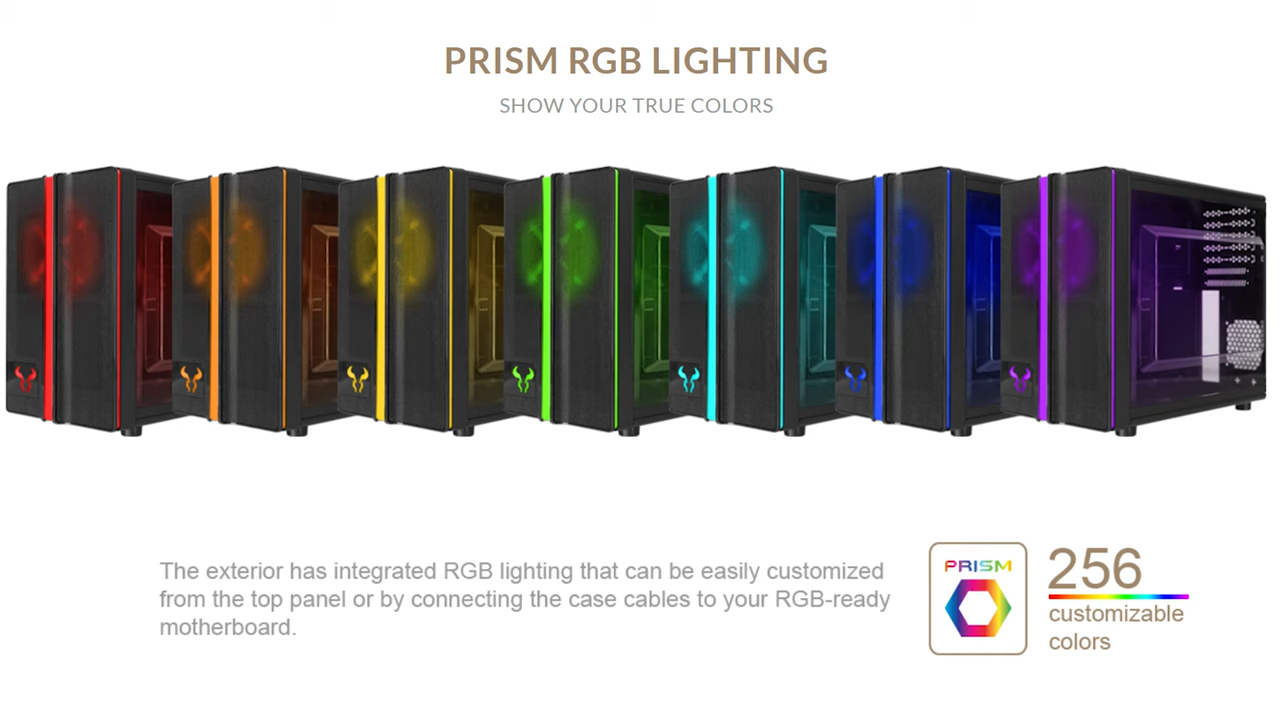 PRISM RGB LIGHTING
SHOW YOUR TRUE COLORS
The exterior has integrated RGB lighting that can be easily customized
from the top panel or by connecting the case cables to your RGB-ready
motherboard.
PRISM
256
customizable
colors